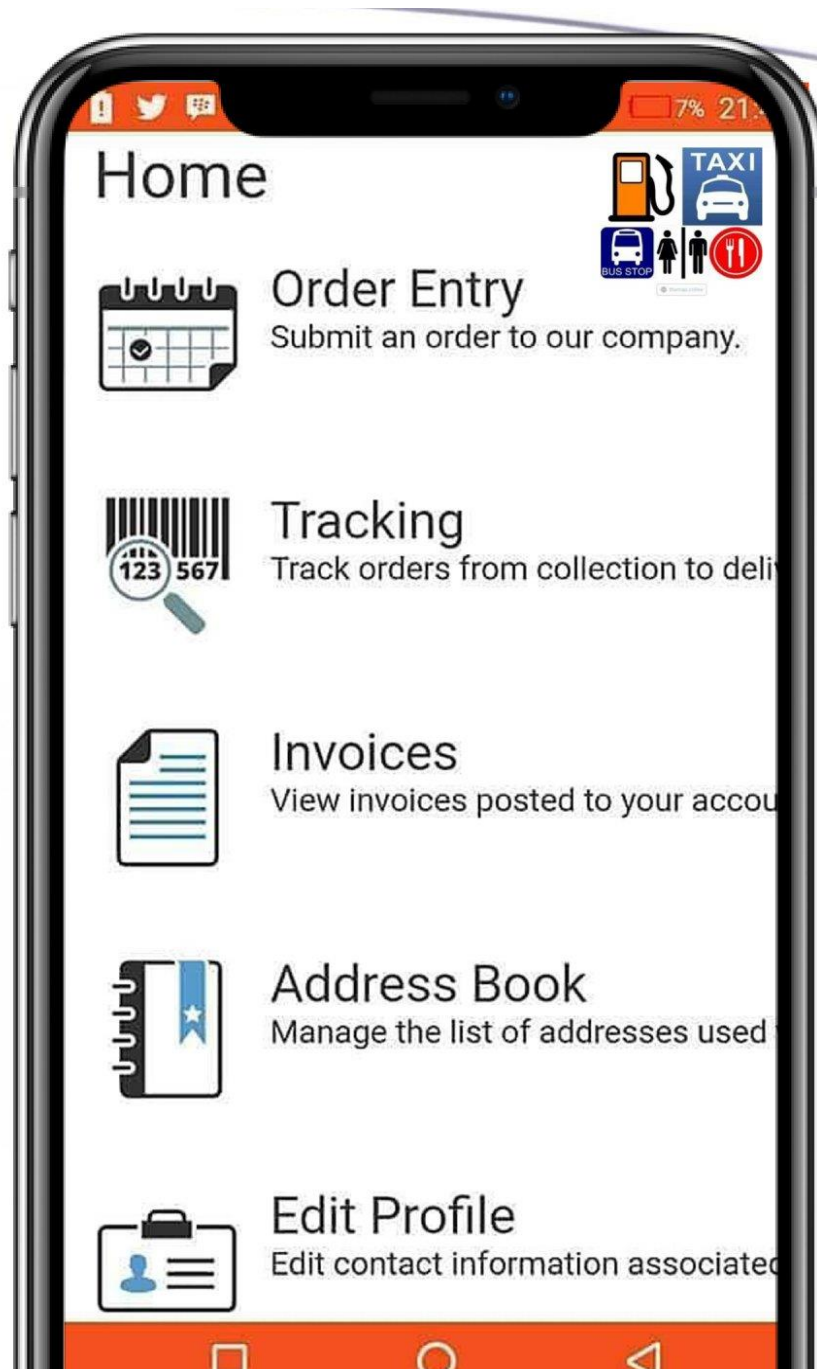 7% 21:
Home
TAXI
BUS STOP
Order Entry
Submit an order to our company.
Tracking
Track orders from collection to deli
123 567
Invoices
View invoices posted to your accou
Address Book
Manage the list of addresses used
Edit Profile
Edit contact information associated